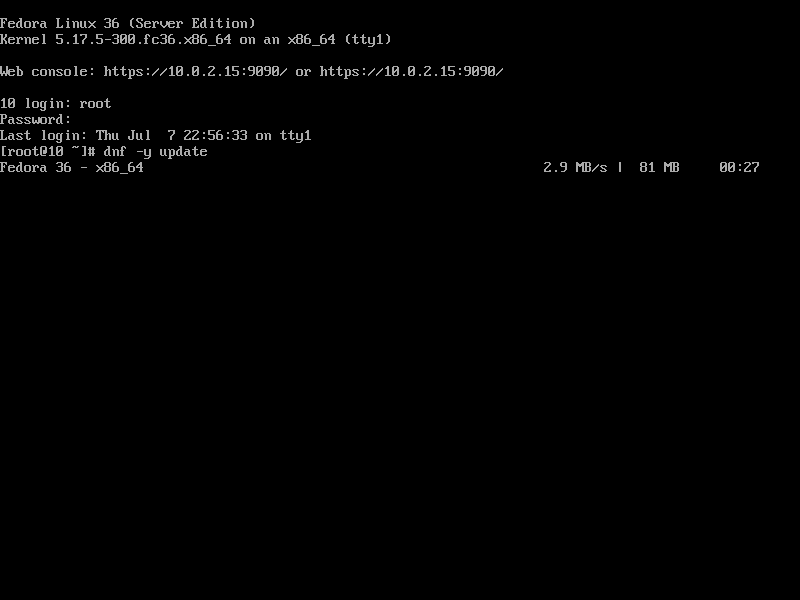 Fedora Linux 36 (Server Edition)
Kernel 5.17.5-300.fc36.x86_64 on an x86_64 (tty1)
Web console: https://10.0.2.15:9090/ or https://10.0.2.15:9090/
10 login: root
Password:
Last login: Thu Jul  7 22:56:33 on tty1
[root@10 ~]# dnf -y update
Fedora 36 - x86_64                                                  2.9 MB/s |  81 MB     00:27